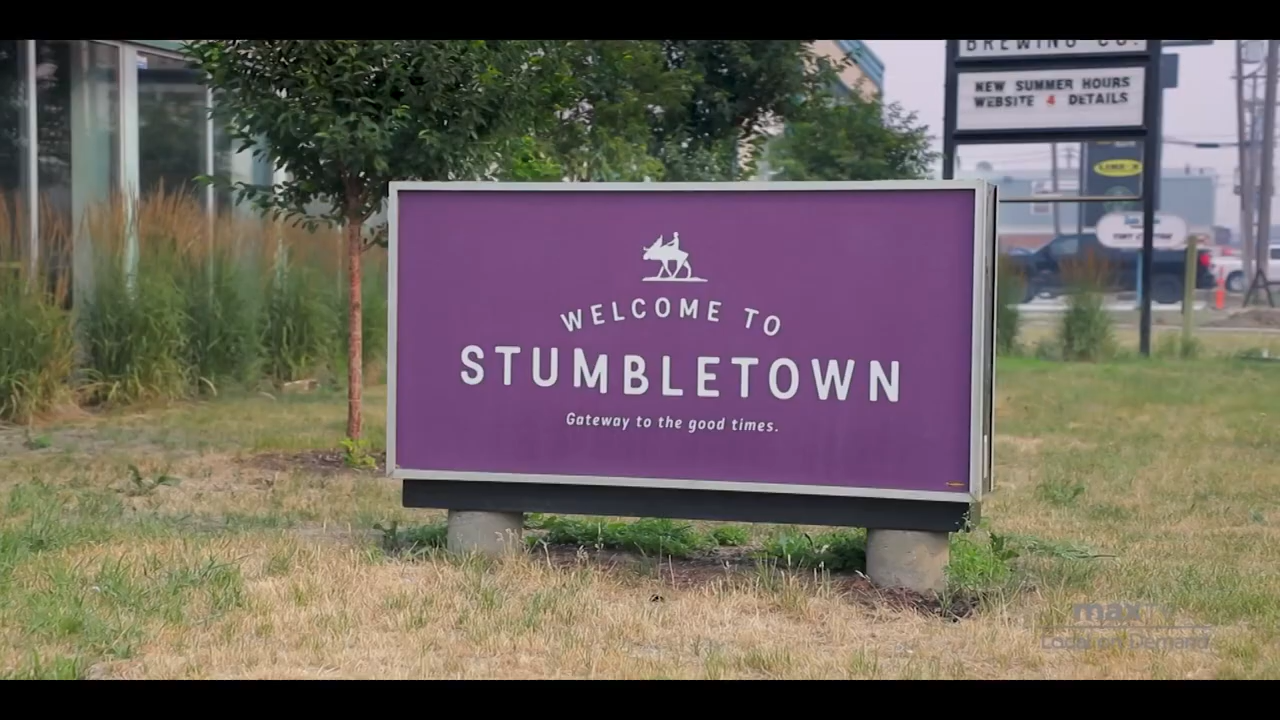 BREWING CO.
NEW SUMMER HOURS
WEBSITE 4 DETAILS
WELCOME TO
STUMBLETOWN
Gateway to the good times.
maxTV
Local on Demand